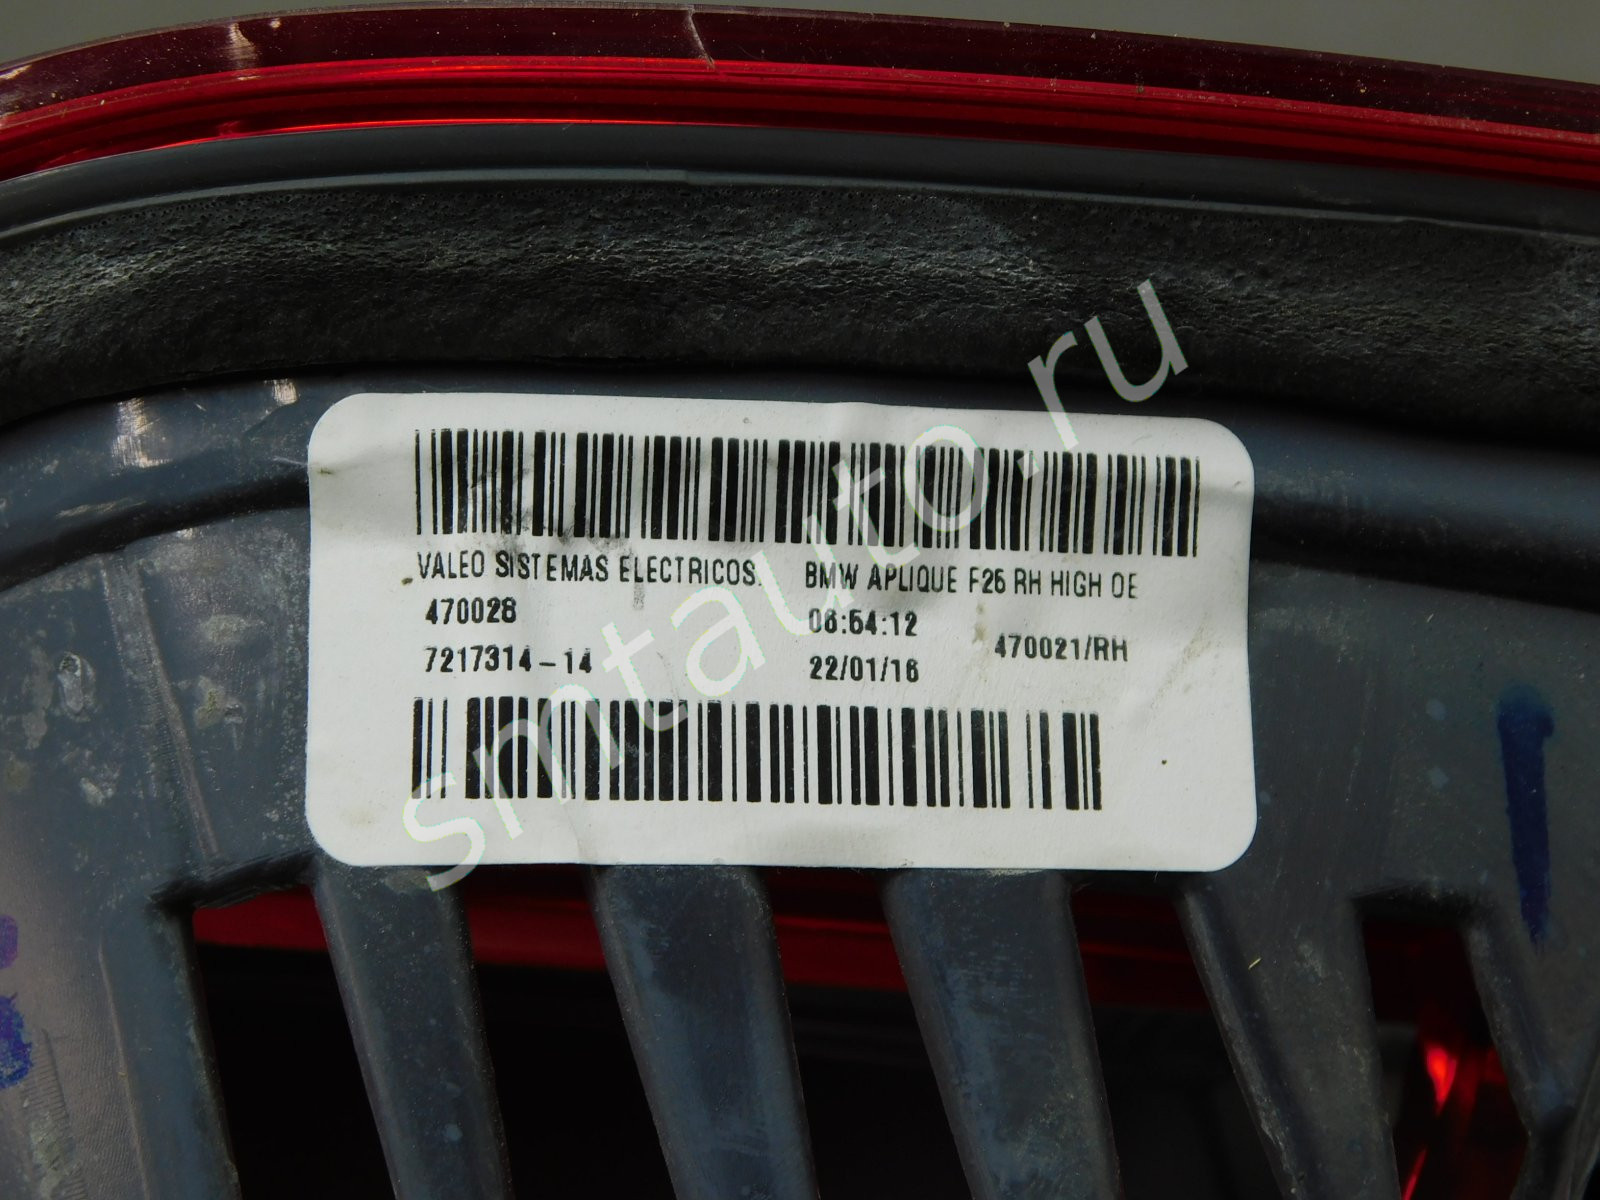 VALEO SISTEMAS ELECTRICOS. BMW APLIQUE F25 RH HIGH OE
470028 06:54:12
470021/RH
7217314-14 22/01/16
smtauto.ru